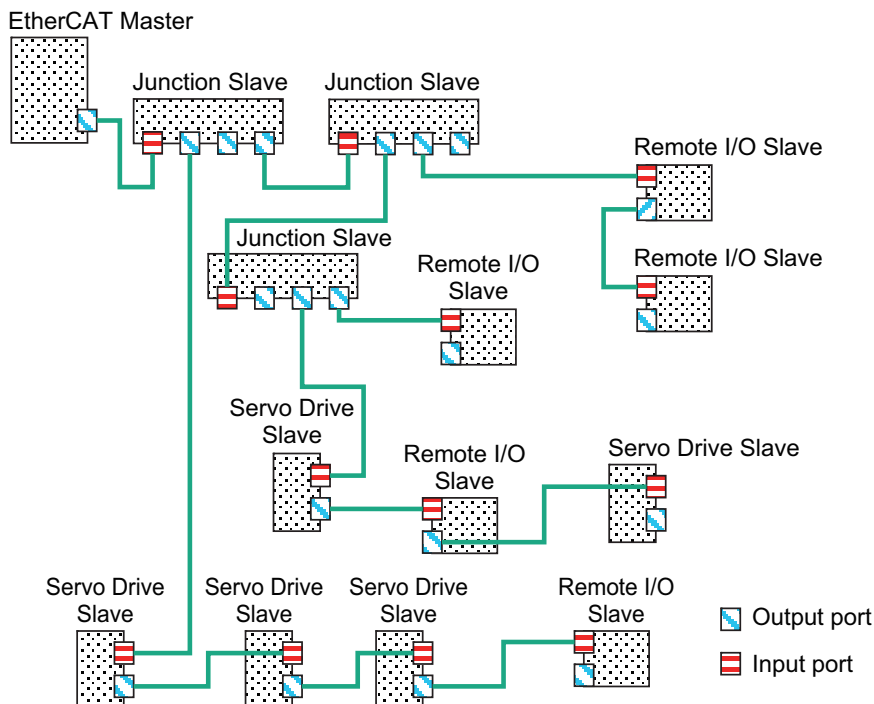 EtherCAT Master
Junction Slave
Junction Slave
Remote I/O Slave
Junction Slave
Remote I/O
Slave
Remote I/O Slave
Servo Drive
Slave
Remote I/O
Slave
Servo Drive Slave
Servo Drive
Slave
Servo Drive
Slave
Servo Drive
Slave
Remote I/O
Slave
Output port
Input port